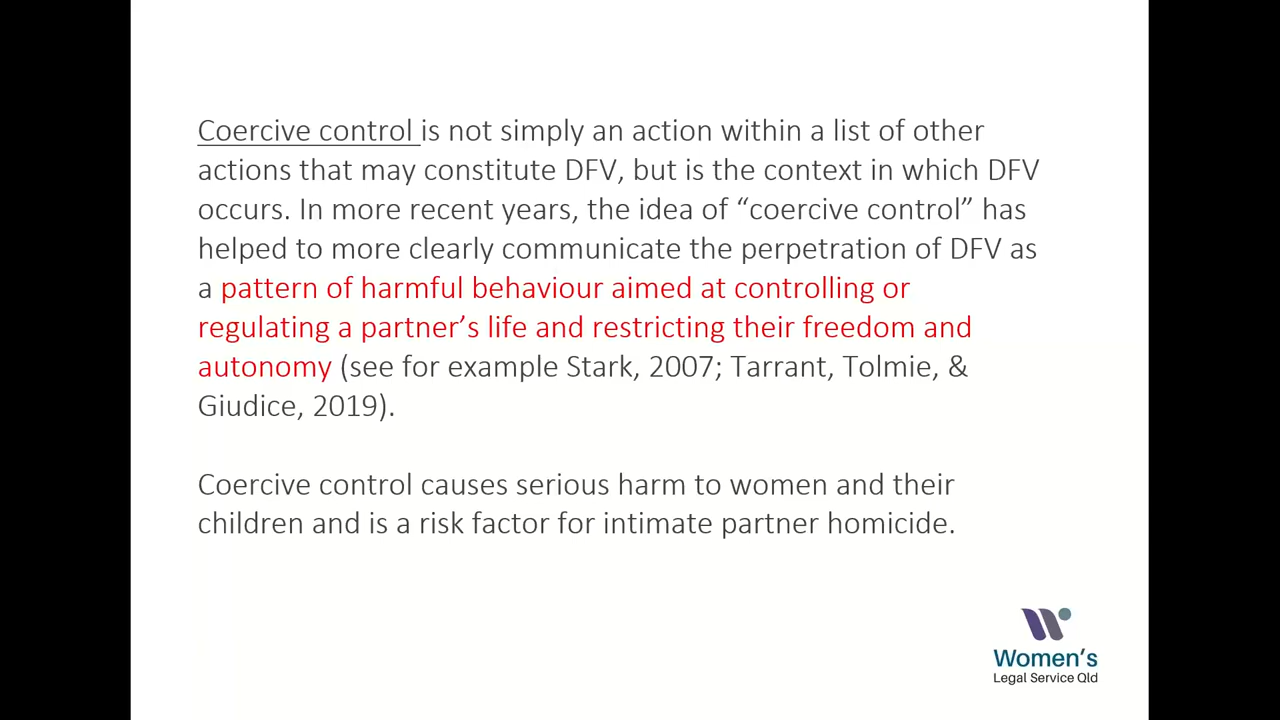 Coercive control is not simply an action within a list of other
actions that may constitute DFV, but is the context in which DFV
occurs. In more recent years, the idea of “coercive control” has
helped to more clearly communicate the perpetration of DFV as
a pattern of harmful behaviour aimed at controlling or
regulating a partner’s life and restricting their freedom and
autonomy (see for example Stark, 2007; Tarrant, Tolmie, &
Giudice, 2019).
Coercive control causes serious harm to women and their
children and is a risk factor for intimate partner homicide.
Women’s
Legal Service Qld